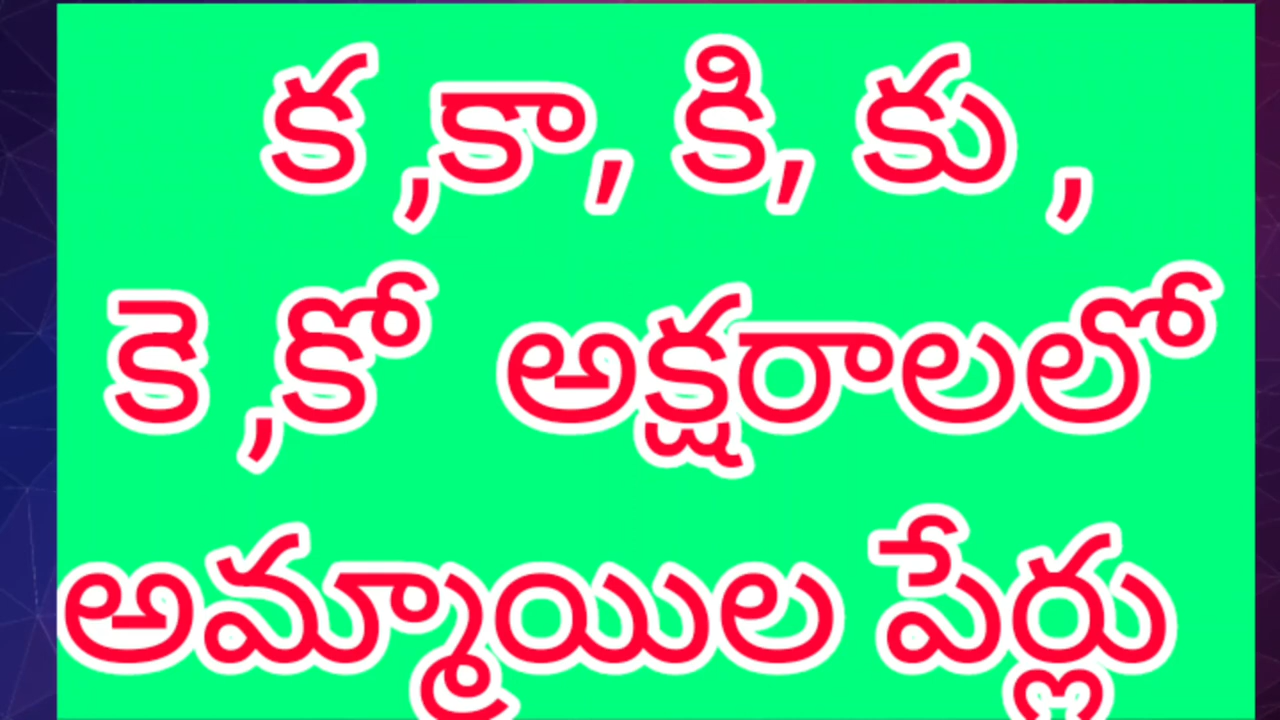 క ,కా, కి, కు ,
కె ,కో అక్షరాలలో
అమ్మాయిల పేర్లు